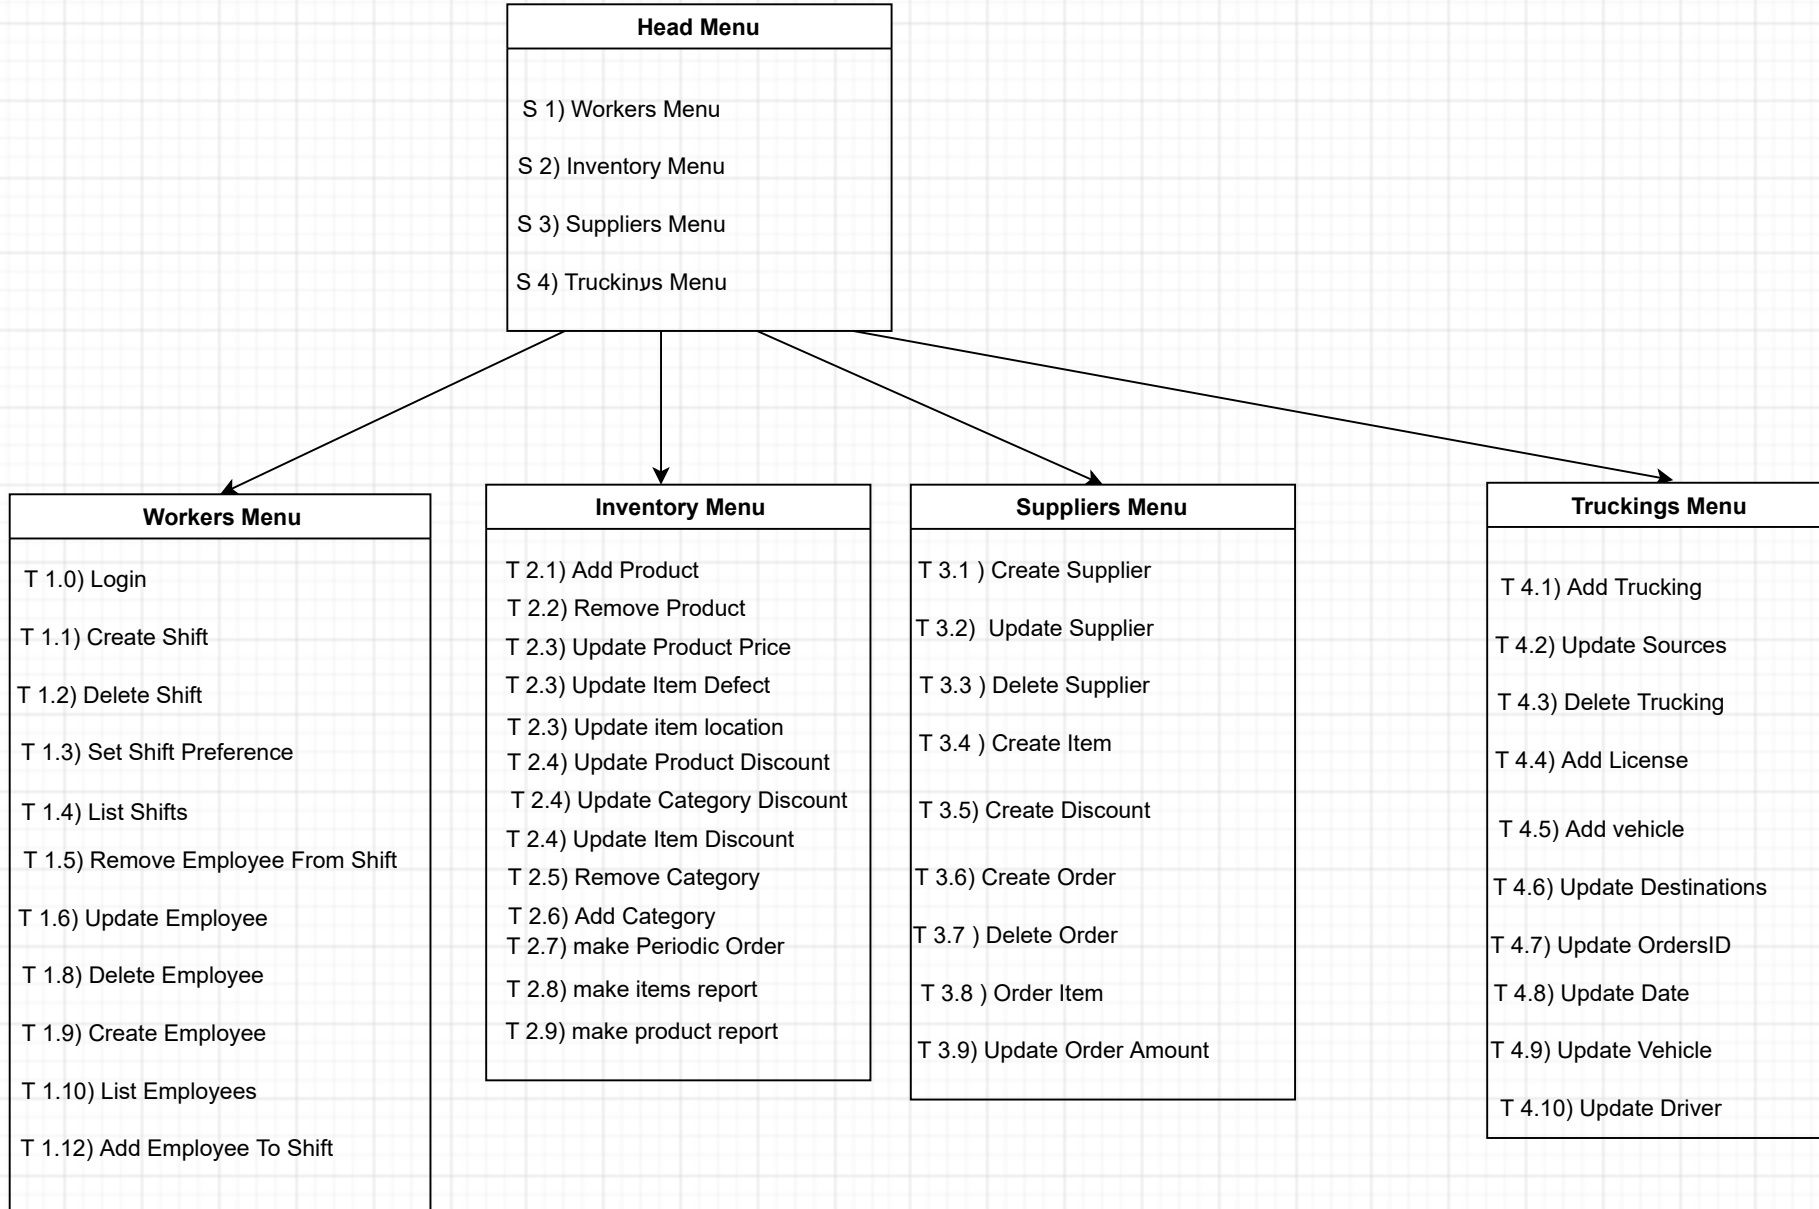 Head Menu
S 1) Workers Menu
S 2) Inventory Menu
S 3) Suppliers Menu
S 4) Truckinעs Menu
Workers Menu
T 1.0) Login
T 1.1) Create Shift
T 1.2) Delete Shift
T 1.3) Set Shift Preference
T 1.4) List Shifts
T 1.5) Remove Employee From Shift
T 1.6) Update Employee
T 1.8) Delete Employee
T 1.9) Create Employee
T 1.10) List Employees
T 1.12) Add Employee To Shift
Inventory Menu
T 2.1) Add Product
T 2.2) Remove Product
T 2.3) Update Product Price
T 2.3) Update Item Defect
T 2.3) Update item location
T 2.4) Update Product Discount
T 2.4) Update Category Discount
T 2.4) Update Item Discount
T 2.5) Remove Category
T 2.6) Add Category
T 2.7) make Periodic Order
T 2.8) make items report
T 2.9) make product report
Suppliers Menu
T 3.1 ) Create Supplier
T 3.2)  Update Supplier
T 3.3 ) Delete Supplier
T 3.4 ) Create Item
T 3.5) Create Discount
T 3.6) Create Order
T 3.7 ) Delete Order
T 3.8 ) Order Item
T 3.9) Update Order Amount
Truckings Menu
T 4.1) Add Trucking
T 4.2) Update Sources
T 4.3) Delete Trucking
T 4.4) Add License
T 4.5) Add vehicle
T 4.6) Update Destinations
T 4.7) Update OrdersID
T 4.8) Update Date
T 4.9) Update Vehicle
T 4.10) Update Driver